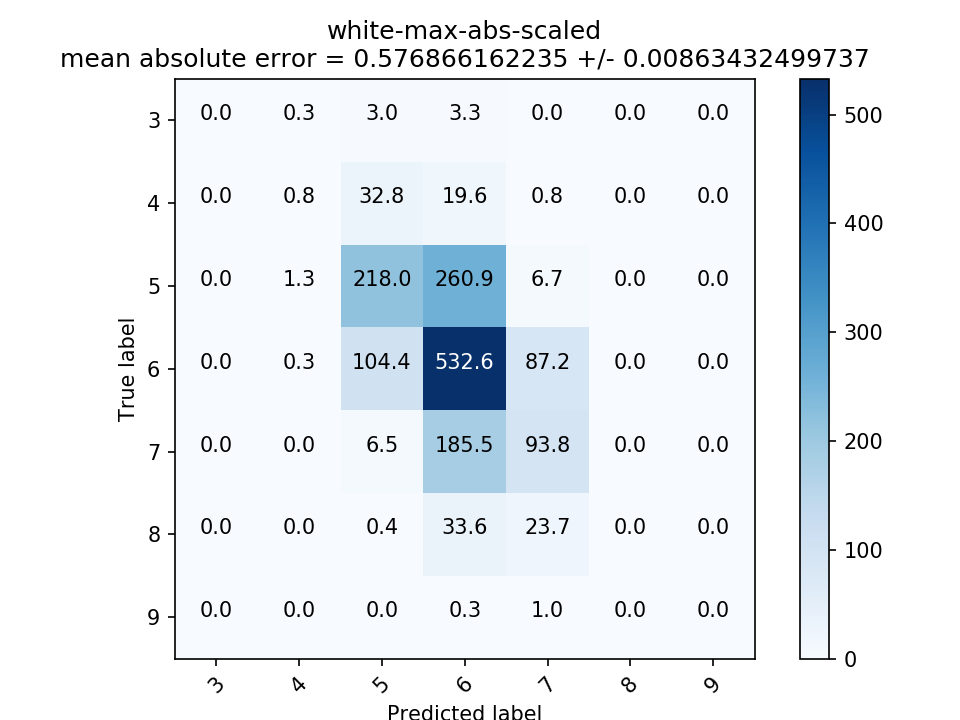 white-max-abs-scaled
mean absolute error = 0.576866162235 +/- 0.00863432499737
3 0.0 0.3 3.0 3.3 0.0 0.0 0.0
4 0.0 0.8 32.8 19.6 0.8 0.0 0.0
5 0.0 1.3 218.0 260.9 6.7 0.0 0.0
6 0.0 0.3 104.4 532.6 87.2 0.0 0.0
7 0.0 0.0 6.5 185.5 93.8 0.0 0.0
8 0.0 0.0 0.4 33.6 23.7 0.0 0.0
9 0.0 0.0 0.0 0.3 1.0 0.0 0.0
True label
3 4 5 6 7 8 9
Predicted label
500
400
300
200
100
0